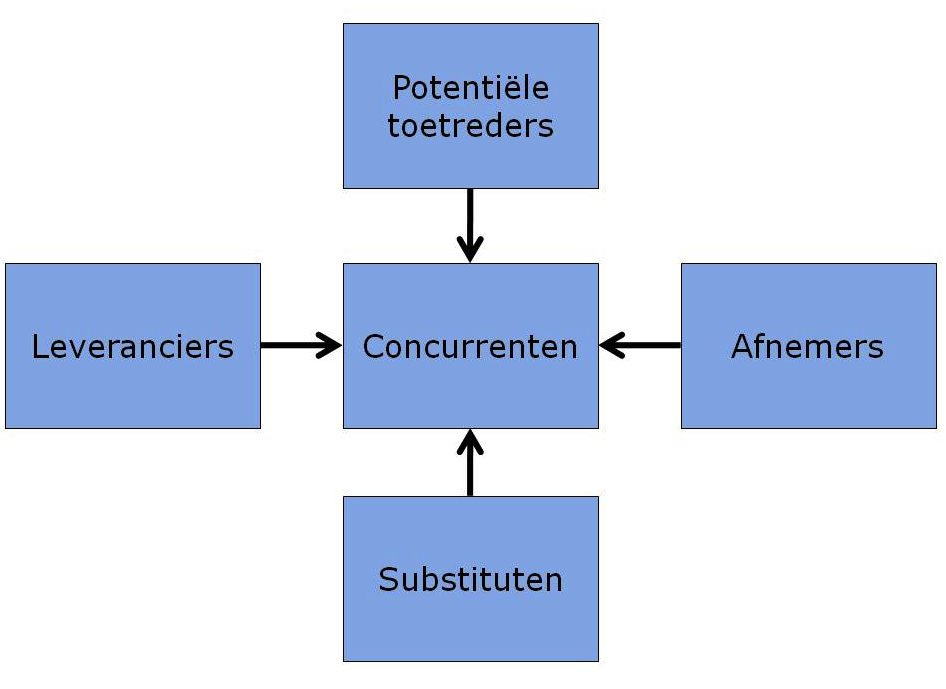 Potentiële
toetreders
Leveranciers
Concurrenten
Afnemers
Substituten